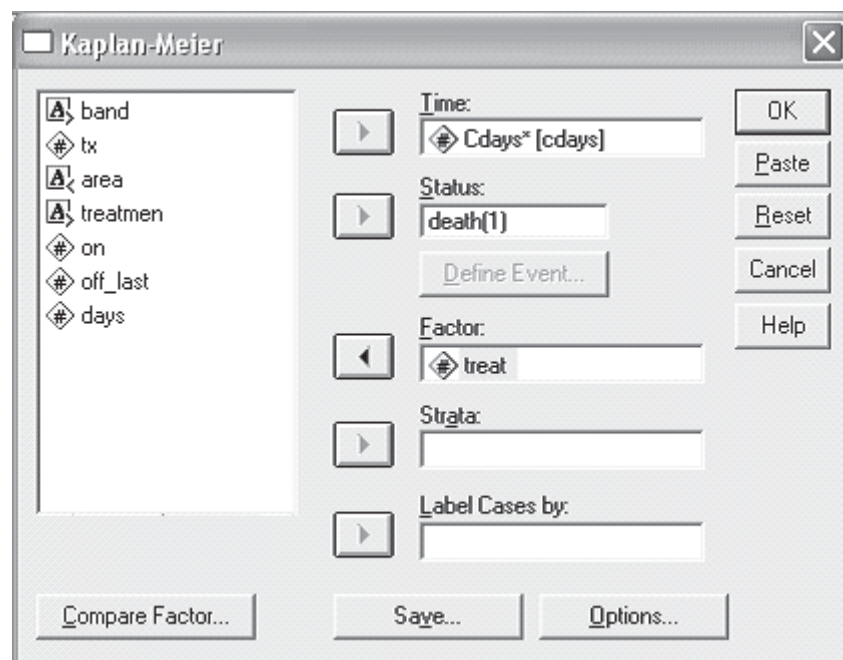 Kaplan-Meier
band
tx
area
treatmen
on
off_last
days
Time:
Cdays* [cdays]
Status:
death(1)
Define Event...
Factor:
treat
Strata:
Label Cases by:
OK
Paste
Reset
Cancel
Help
Compare Factor...
Save...
Options...